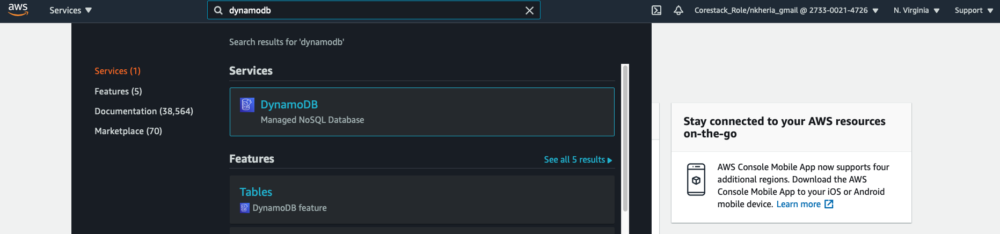 aws
Services
dynamodb
Corestack_Role/nkheria_gmail @ 2733-0021-4726
N. Virginia
Support
Search results for 'dynamodb'
Services (1)
Features (5)
Documentation (38,564)
Marketplace (70)
Services
DynamoDB
Managed NoSQL Database
Features
See all 5 results
Tables
DynamoDB feature
Stay connected to your AWS resources
on-the-go
AWS Console Mobile App now supports four
additional regions. Download the AWS
Console Mobile App to your iOS or Android
mobile device. Learn more